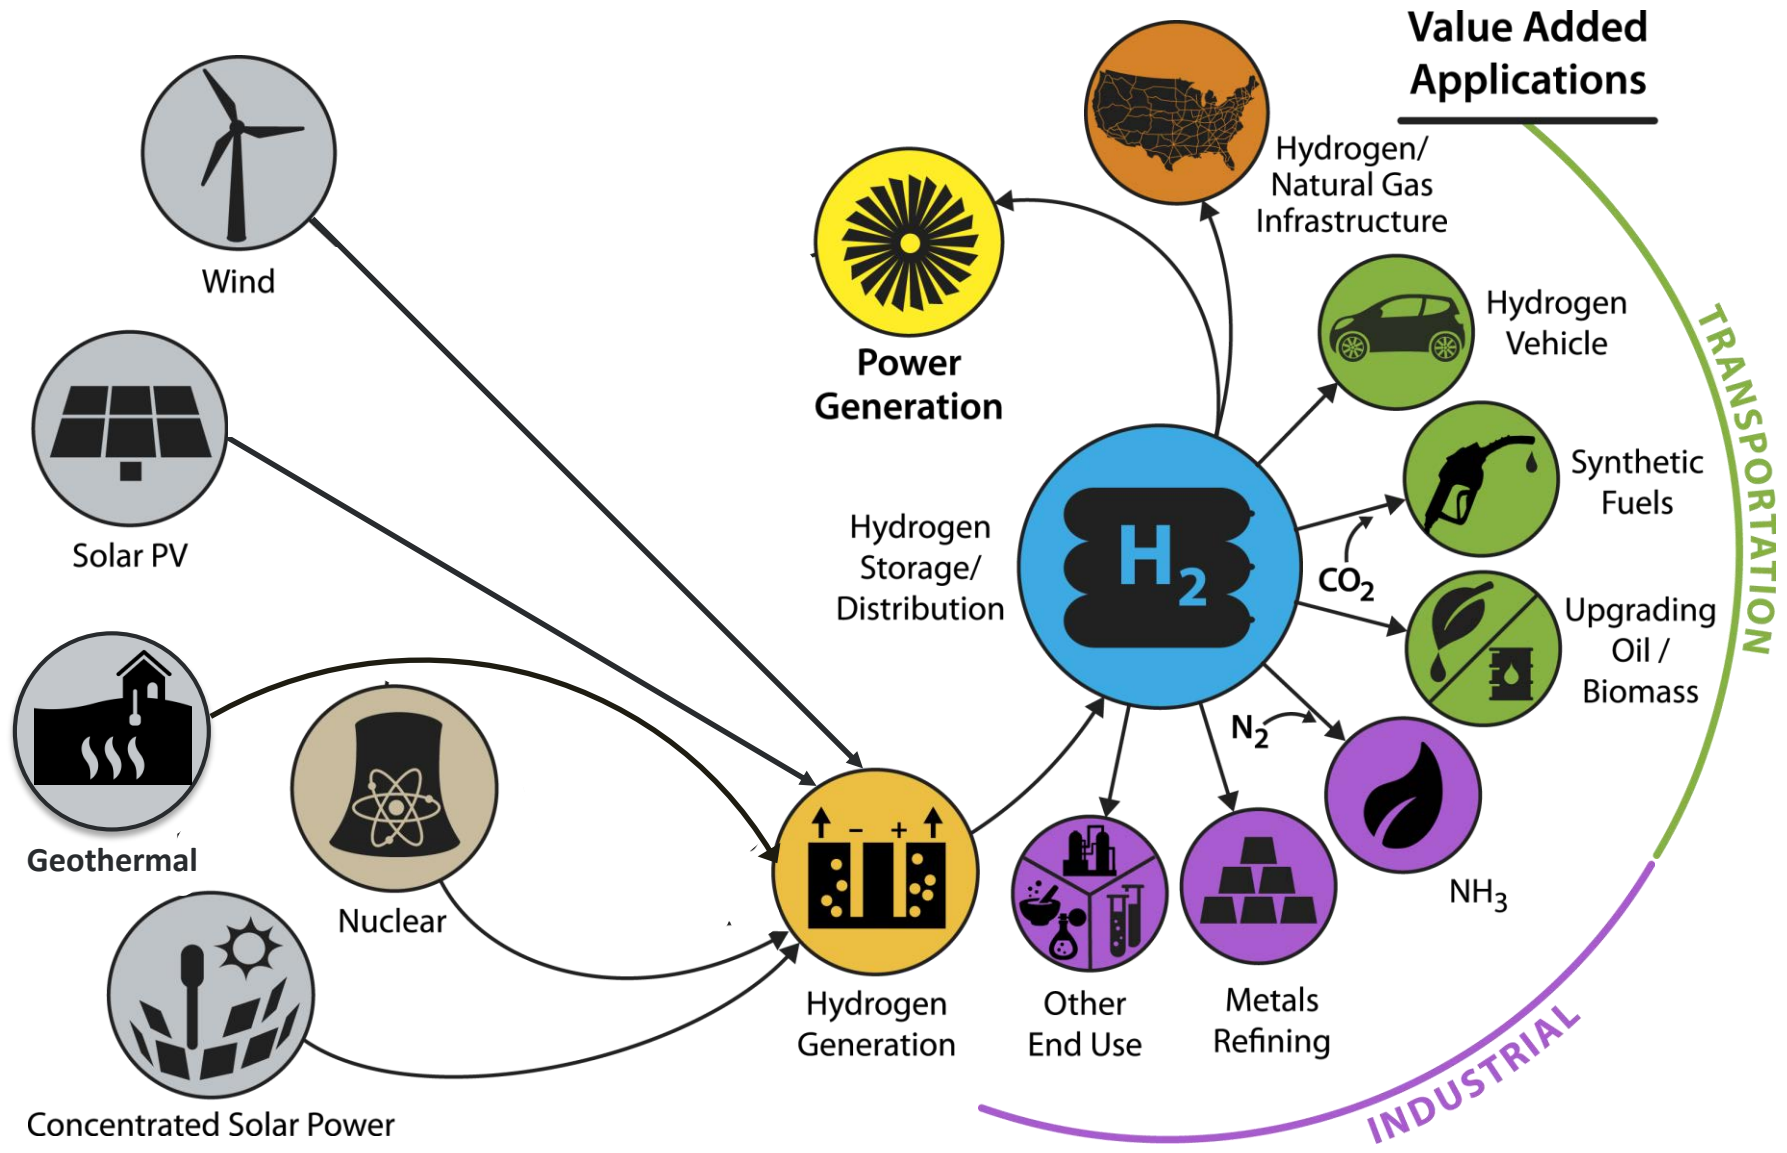 Value Added
Applications
Wind
Solar PV
Geothermal
Nuclear
Concentrated Solar Power
Hydrogen
Generation
- +
Power
Generation
Hydrogen
Storage/
Distribution
H2
Hydrogen/
Natural Gas
Infrastructure
Hydrogen
Vehicle
Synthetic
Fuels
CO2
Upgrading
Oil /
Biomass
N2
NH3
Metals
Refining
Other
End Use
TRANSPORTATION
INDUSTRIAL